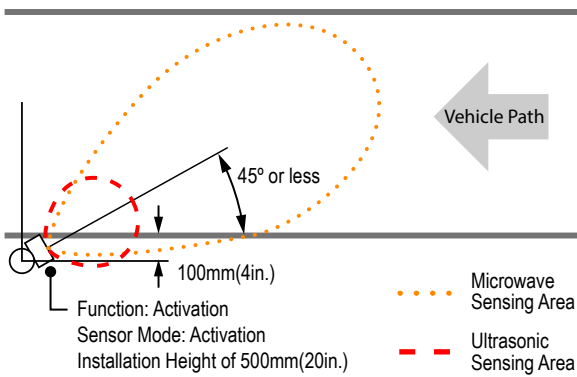 Vehicle Path
45º or less
100mm(4in.)
Function: Activation
Sensor Mode: Activation
Installation Height of 500mm(20in.)
Microwave
Sensing Area
Ultrasonic
Sensing Area